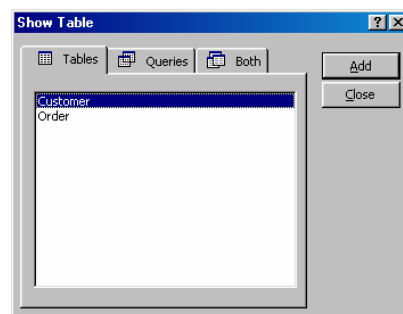 Show Table
Tables Queries Both
Add
Close
Customer
Order